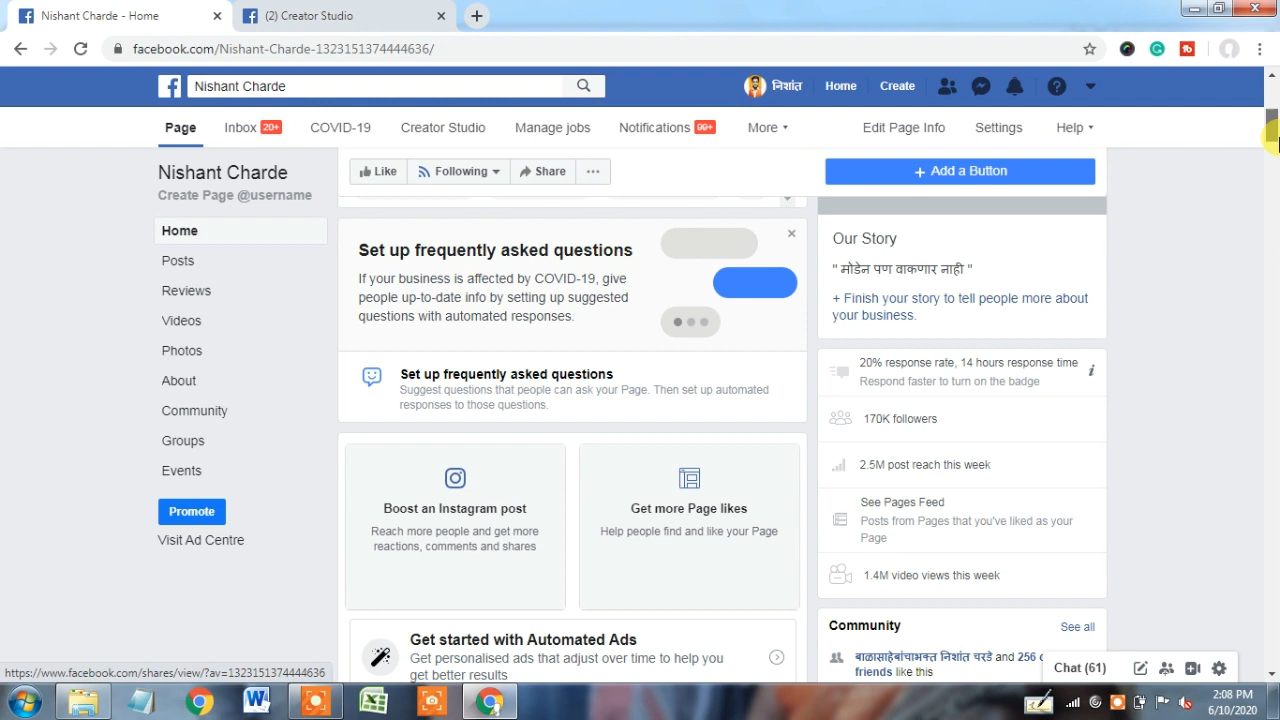 Nishant Charde - Home
(2) Creator Studio
facebook.com/Nishant-Charde-1323151374444636/
Nishant Charde
निशांत
Home
Create
Page
Inbox 20+
COVID-19
Creator Studio
Manage jobs
Notifications 99+
More
Edit Page Info
Settings
Help
Nishant Charde
Create Page @username
Like
Following
Share
+ Add a Button
Home
Posts
Reviews
Videos
Photos
About
Community
Groups
Events
Promote
Visit Ad Centre
Set up frequently asked questions
If your business is affected by COVID-19, give
people up-to-date info by setting up suggested
questions with automated responses.
Set up frequently asked questions
Suggest questions that people can ask your Page. Then set up automated
responses to those questions.
Boost an Instagram post
Reach more people and get more
reactions, comments and shares
Get more Page likes
Help people find and like your Page
Get started with Automated Ads
Get personalised ads that adjust over time to help you
get better results
Our Story
" मोडेन पण वाकणार नाही "
+ Finish your story to tell people more about
your business.
20% response rate, 14 hours response time
Respond faster to turn on the badge
170K followers
2.5M post reach this week
See Pages Feed
Posts from Pages that you've liked as your
Page
1.4M video views this week
Community
See all
बाळासाहेबांचाभक्त निशांत चरडे and 256
friends like this
Chat (61)
https://www.facebook.com/shares/view/?av=1323151374444636
2:08 PM
6/10/2020